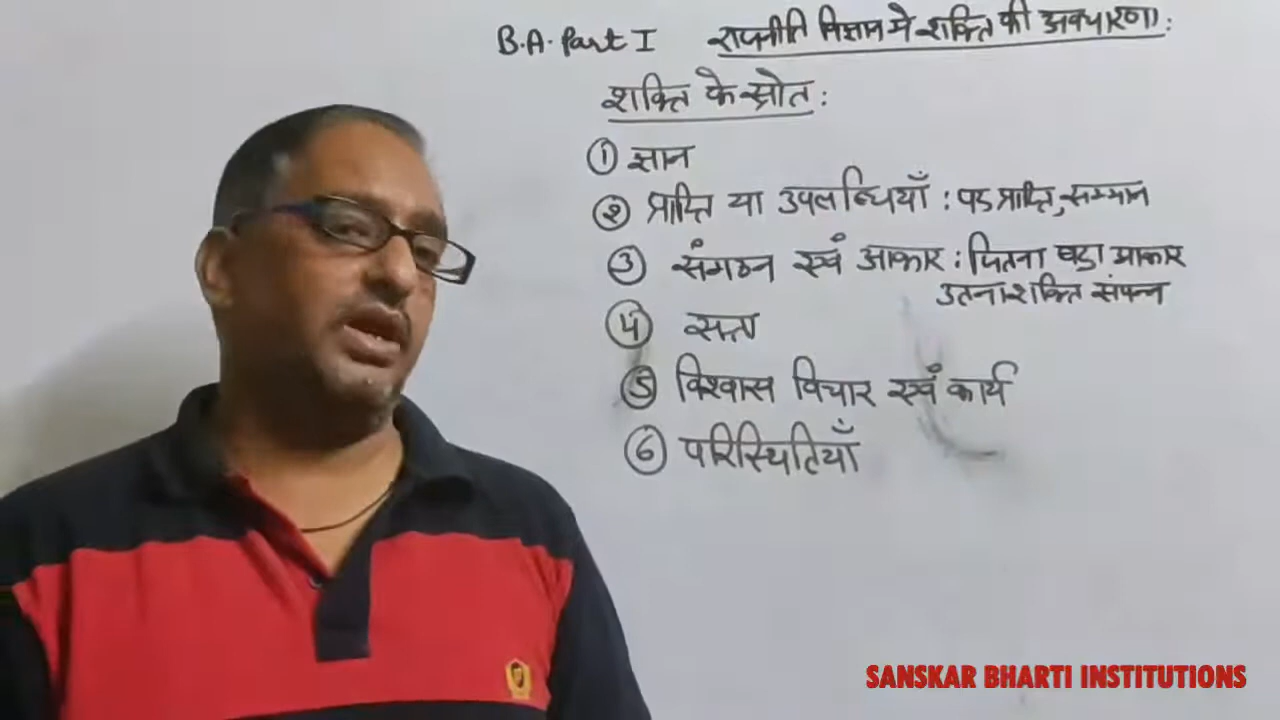 B.A. Part I राजनीति विज्ञान में शक्ति की अवधारणा:
शक्ति के स्रोत:
① ज्ञान
② प्राप्ति या उपलब्धियाँ : पद प्राप्ति, सम्मान
③ संगठन एवं आकार : जितना बड़ा आकार
उतना शक्ति संपन्न
④ सत्ता
⑤ विश्वास विचार एवं कार्य
⑥ परिस्थितियाँ
SANSKAR BHARTI INSTITUTIONS